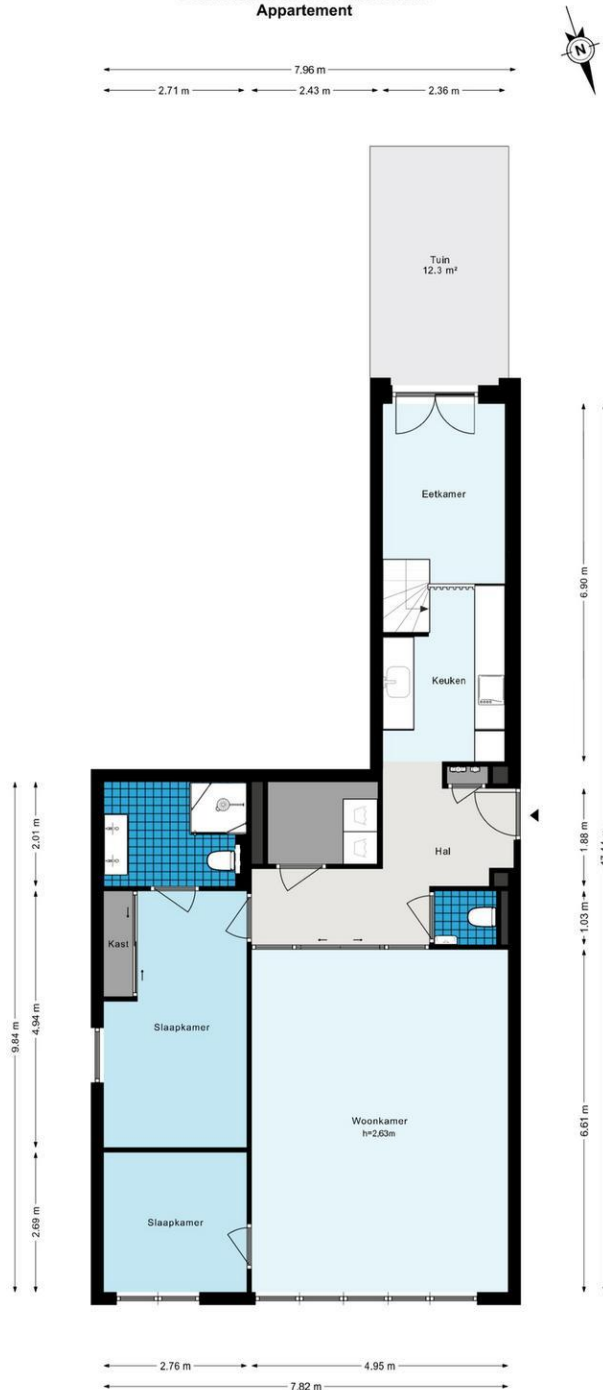 Appartement
N
7.96 m
2.71 m
2.43 m
2.36 m
Tuin
12.3 m²
Eetkamer
6.90 m
Keuken
Hal
1.88 m
2.01 m
1.03 m
Kast
Slaapkamer
4.94 m
9.84 m
Woonkamer
h=2,63m
6.61 m
Slaapkamer
2.69 m
2.76 m
4.95 m
7.82 m